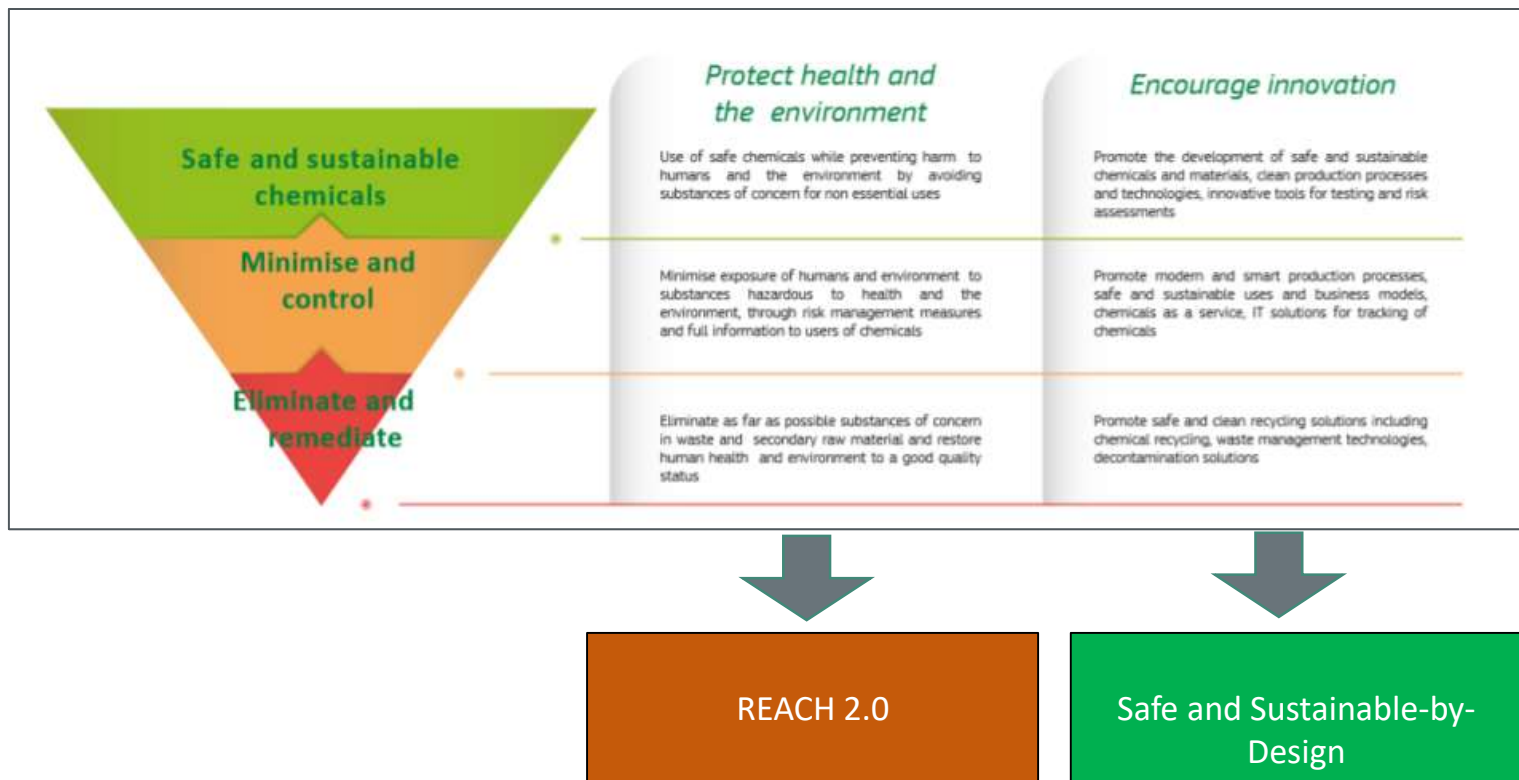 Safe and sustainable
chemicals
Minimise and
control
Eliminate and
remediate
Protect health and
the environment
Use of safe chemicals while preventing harm to
humans and the environment by avoiding
substances of concern for non essential uses
Minimise exposure of humans and environment to
substances hazardous to health and the
environment, through risk management measures
and full information to users of chemicals
Eliminate as far as possible substances of concern
in waste and secondary raw material and restore
human health and environment to a good quality
status
Encourage innovation
Promote the development of safe and sustainable
chemicals and materials, clean production processes
and technologies, innovative tools for testing and risk
assessments
Promote modern and smart production processes,
safe and sustainable uses and business models,
chemicals as a service, IT solutions for tracking of
chemicals
Promote safe and clean recycling solutions including
chemical recycling, waste management technologies,
decontamination solutions
REACH 2.0
Safe and Sustainable-by-
Design